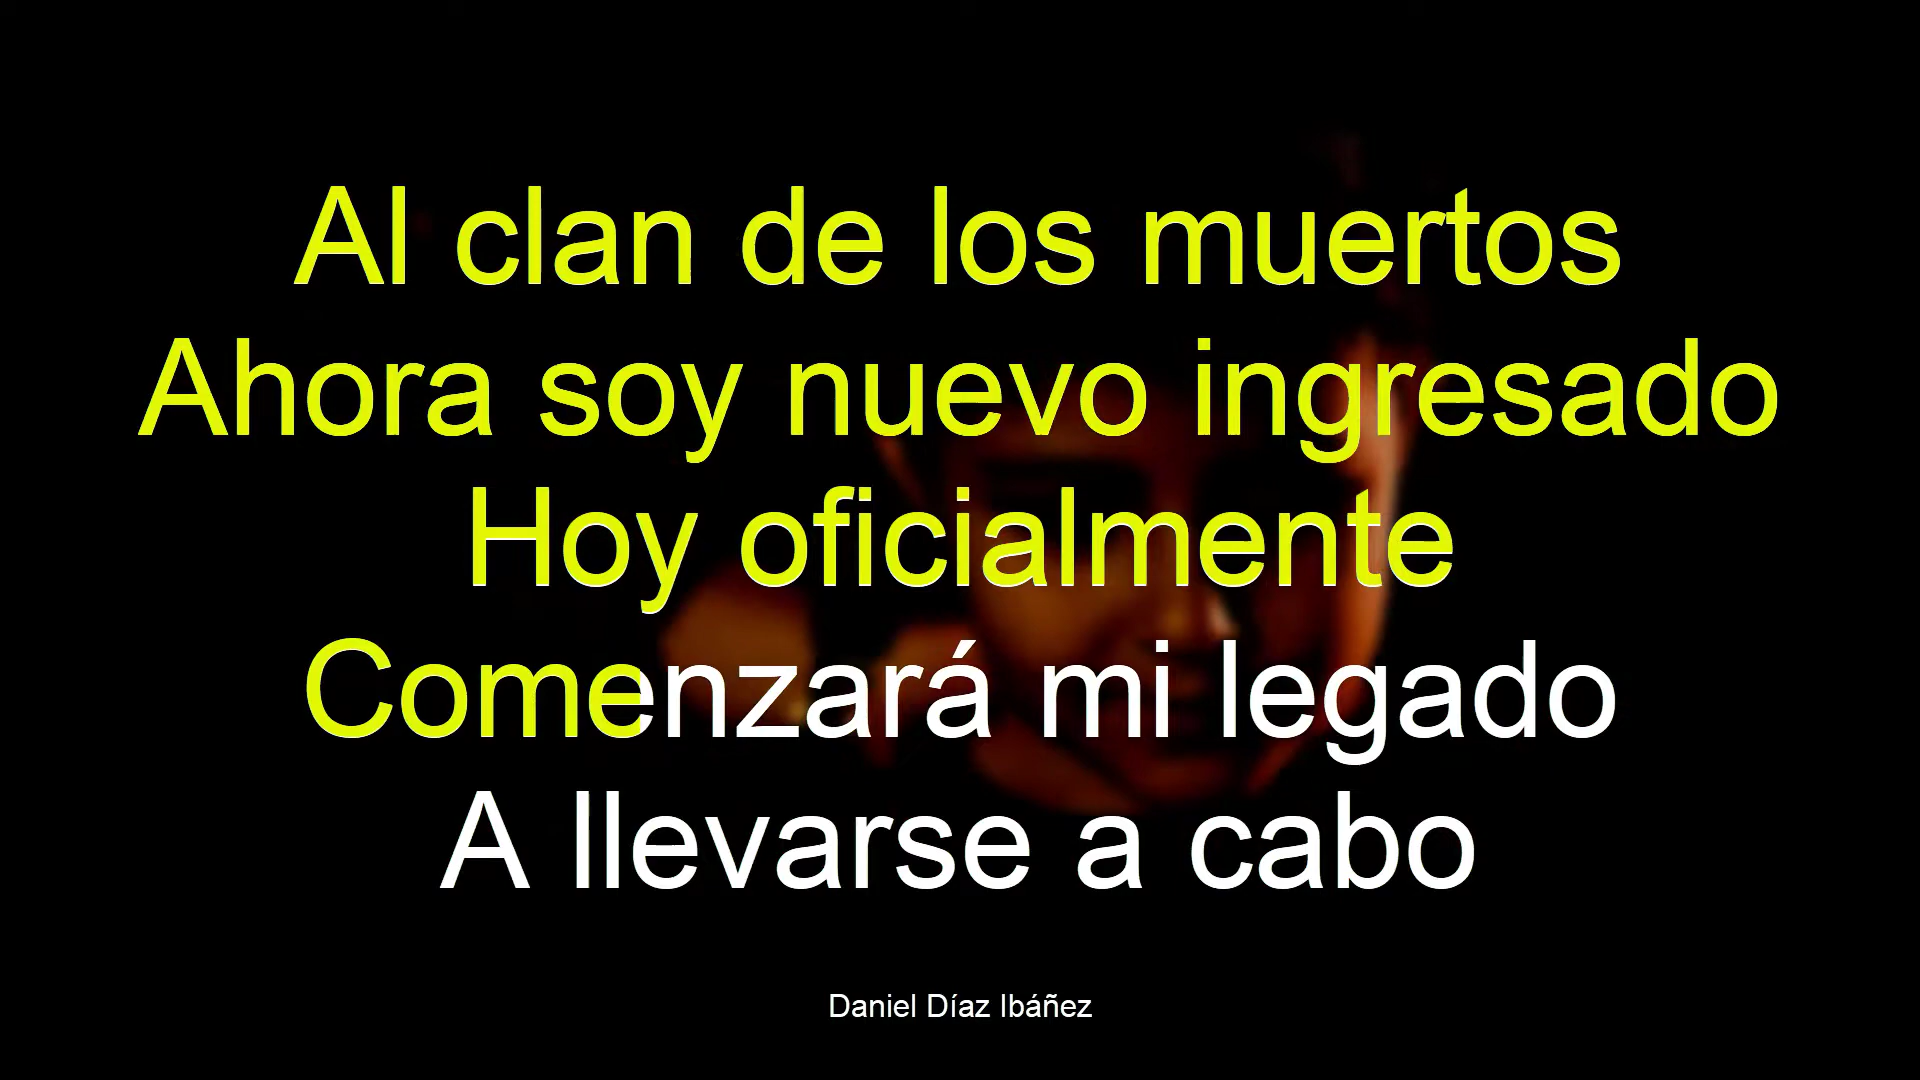 Al clan de los muertos
Ahora soy nuevo ingresado
Hoy oficialmente
Comenzará mi legado
A llevarse a cabo
Daniel Díaz Ibáñez